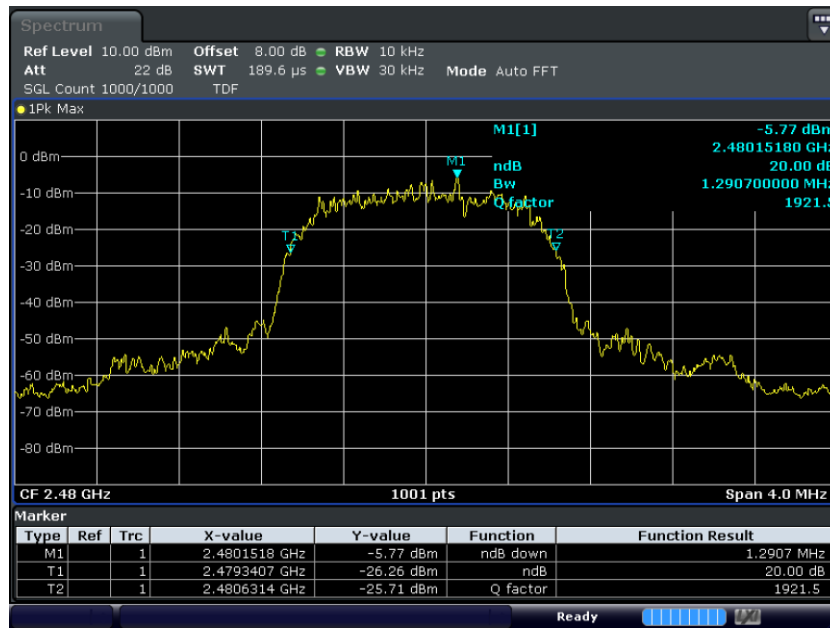 Spectrum
Ref Level 10.00 dBm Offset 8.00 dB RBW 10 kHz
Att 22 dB SWT 189.6 µs VBW 30 kHz Mode Auto FFT
SGL Count 1000/1000 TDF
1Pk Max
M1[1] -5.77 dBm
2.48015180 GHz
0 dBm
M1
ndB 20.00 dB
Bw 1.290700000 MHz
-10 dBm
Q factor 1921.5
-20 dBm
T1 T2
-30 dBm
-40 dBm
-50 dBm
-60 dBm
-70 dBm
-80 dBm
CF 2.48 GHz 1001 pts Span 4.0 MHz
Marker
Type Ref Trc X-value Y-value Function Function Result
M1 1 2.4801518 GHz -5.77 dBm ndB down 1.2907 MHz
T1 1 2.4793407 GHz -26.26 dBm ndB 20.00 dB
T2 1 2.4806314 GHz -25.71 dBm Q factor 1921.5
Ready